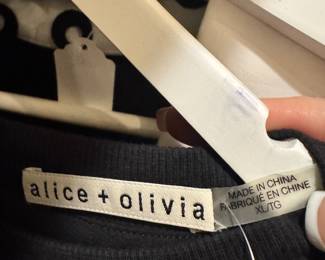 alice + olivia
MADE IN CHINA
FABRIQUÉ EN CHINE
XL/TG